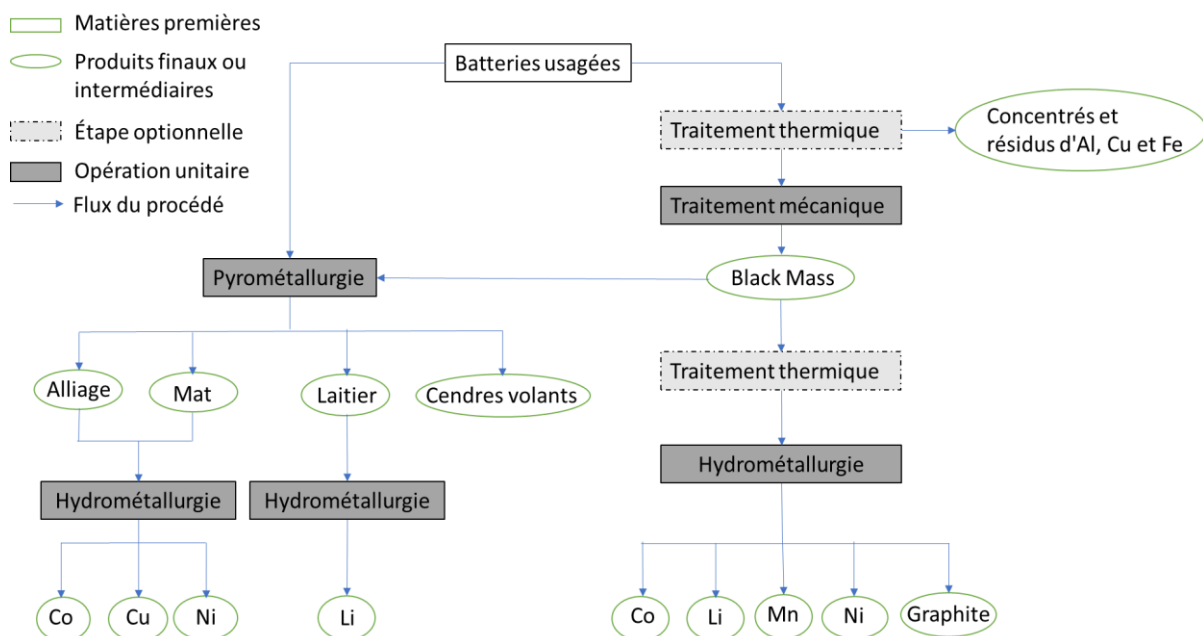 Matières premières
Produits finaux ou
intermédiaires
Étape optionnelle
Opération unitaire
Flux du procédé
Batteries usagées
Traitement thermique
Concentrés et
résidus d'Al, Cu et Fe
Traitement mécanique
Pyrométallurgie
Black Mass
Alliage
Mat
Laitier
Cendres volants
Traitement thermique
Hydrométallurgie
Hydrométallurgie
Hydrométallurgie
Co
Cu
Ni
Li
Co
Li
Mn
Ni
Graphite